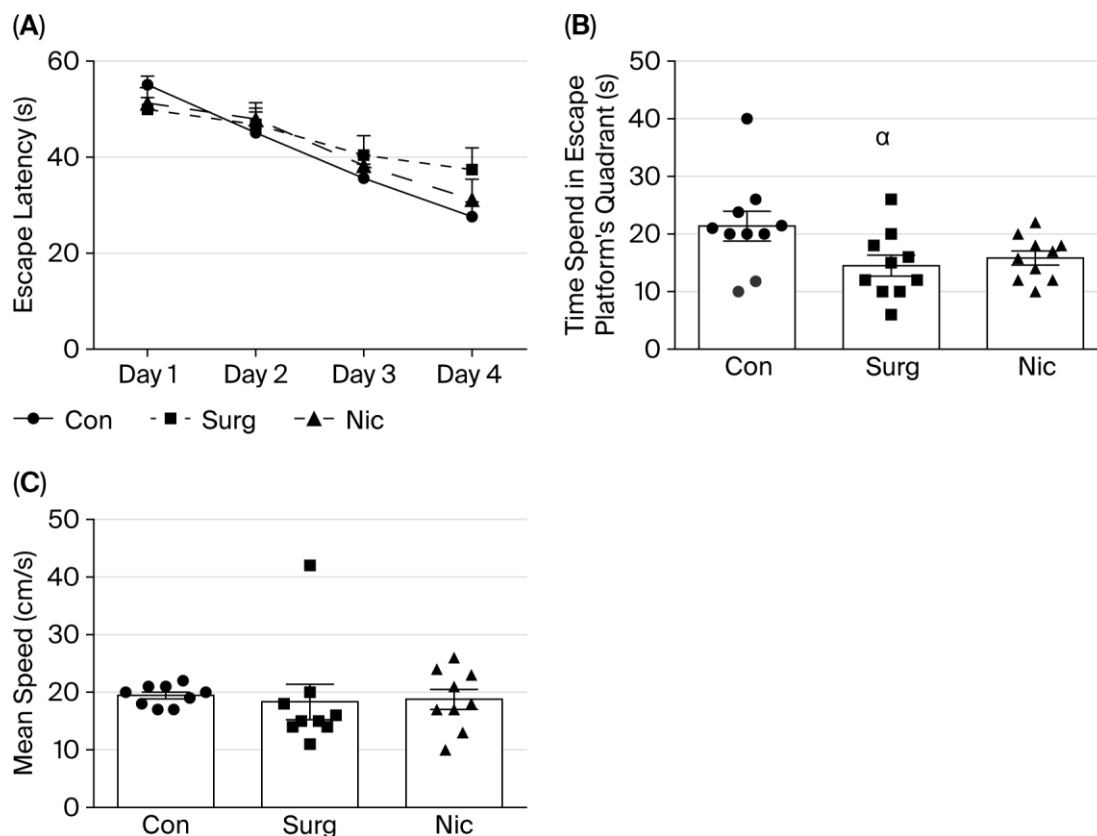 (A)
Escape Latency (s)
60
40
20
0
Day 1 Day 2 Day 3 Day 4
Con Surg Nic
(B)
Time Spend in Escape
Platform's Quadrant (s)
50
40
30
20
10
0
α
Con Surg Nic
(C)
Mean Speed (cm/s)
50
40
30
20
10
0
Con Surg Nic